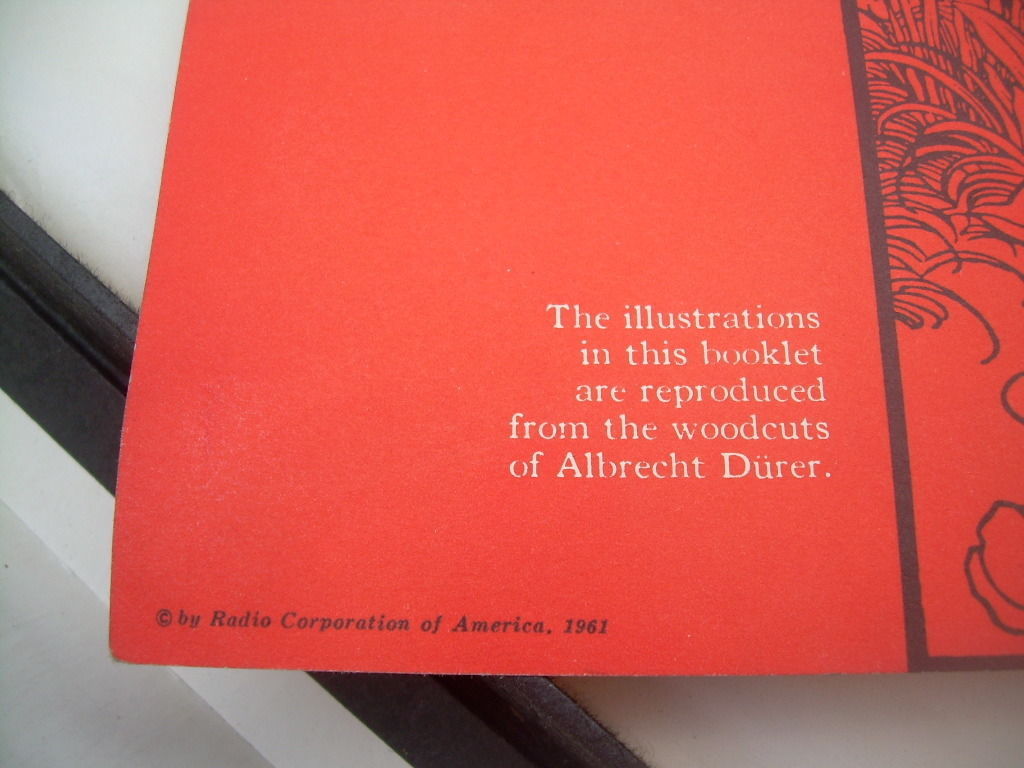 The illustrations
in this booklet
are reproduced
from the woodcuts
of Albrecht Dürer.
© by Radio Corporation of America, 1961